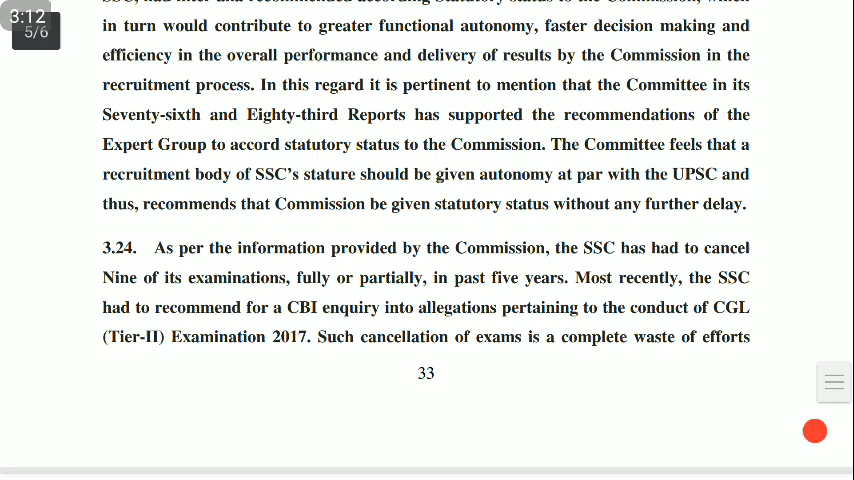 3:12
5/6
in turn would contribute to greater functional autonomy, faster decision making and
efficiency in the overall performance and delivery of results by the Commission in the
recruitment process. In this regard it is pertinent to mention that the Committee in its
Seventy-sixth and Eighty-third Reports has supported the recommendations of the
Expert Group to accord statutory status to the Commission. The Committee feels that a
recruitment body of SSC's stature should be given autonomy at par with the UPSC and
thus, recommends that Commission be given statutory status without any further delay.
3.24. As per the information provided by the Commission, the SSC has had to cancel
Nine of its examinations, fully or partially, in past five years. Most recently, the SSC
had to recommend for a CBI enquiry into allegations pertaining to the conduct of CGL
(Tier-II) Examination 2017. Such cancellation of exams is a complete waste of efforts
33